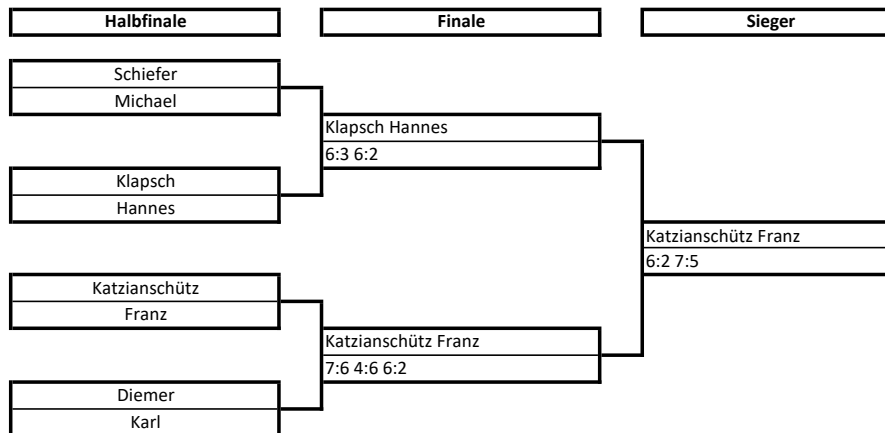 Halbfinale
Finale
Sieger
Schiefer
Michael
Klapsch Hannes
6:3 6:2
Klapsch
Hannes
Katzianschütz Franz
6:2 7:5
Katzianschütz
Franz
Katzianschütz Franz
7:6 4:6 6:2
Diemer
Karl